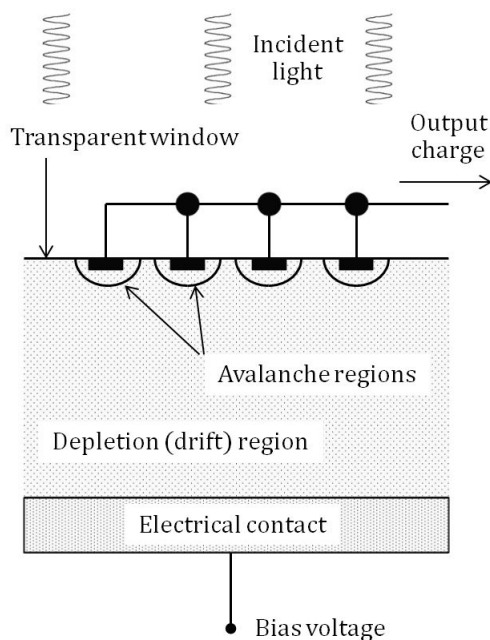 Incident
light
Output
charge
Transparent window
Avalanche regions
Depletion (drift) region
Electrical contact
Bias voltage